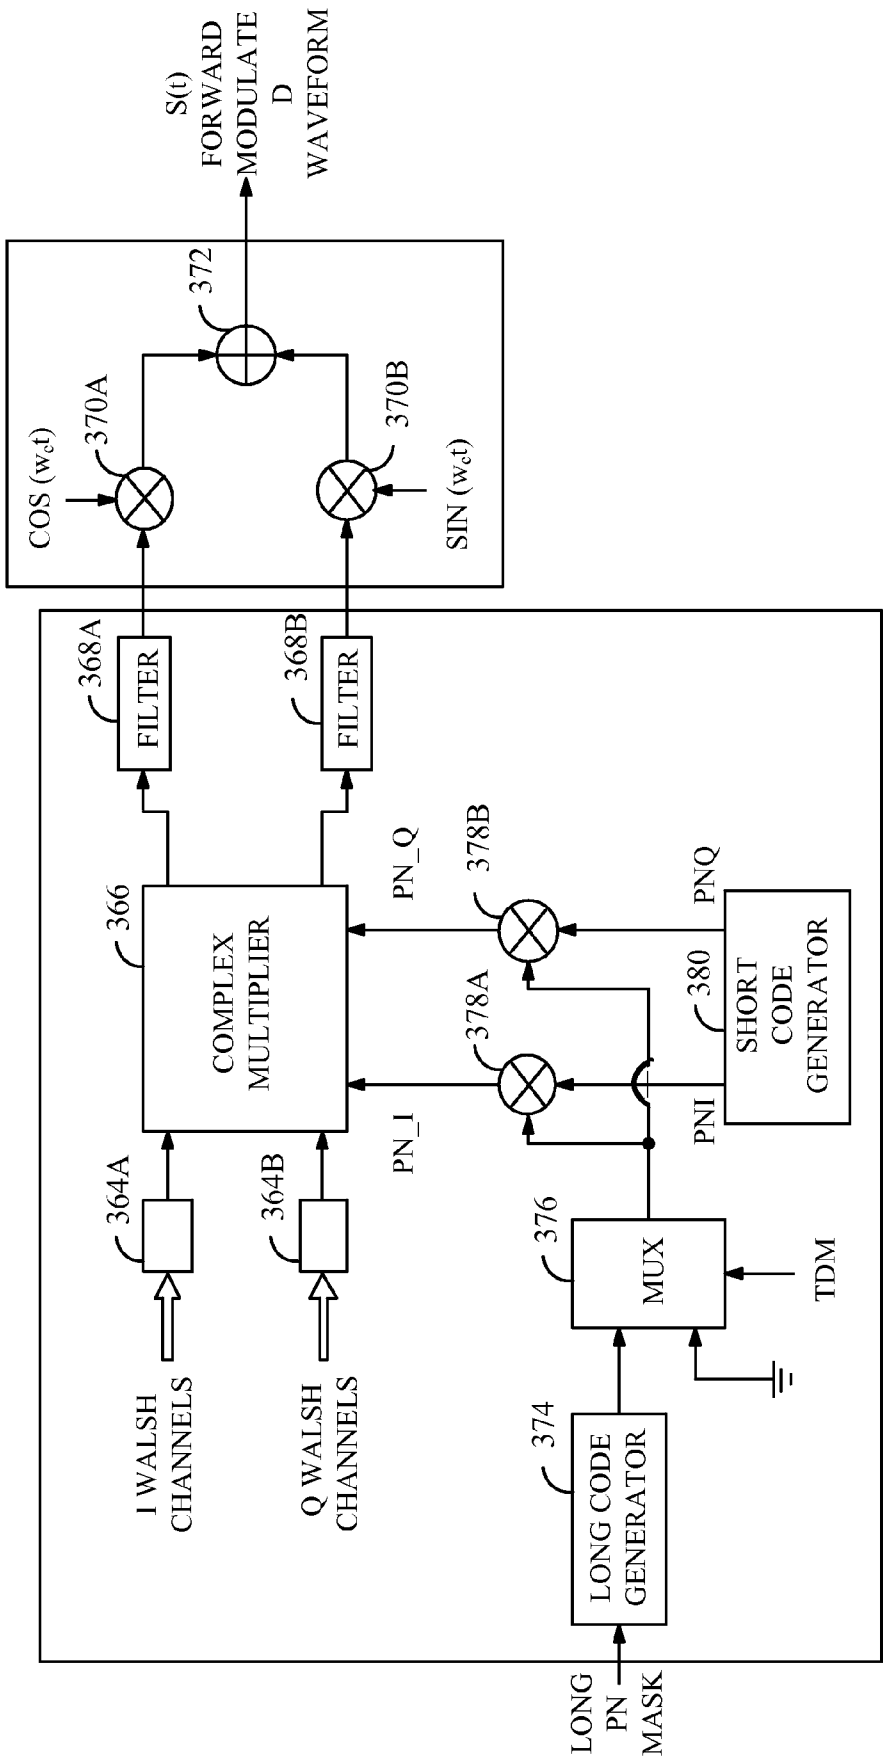 I WALSH
CHANNELS
364A
366
COMPLEX
MULTIPLIER
368A
FILTER
COS (wct)
370A
372
S(t)
FORWARD
MODULATE
D
WAVEFORM
Q WALSH
CHANNELS
364B
368B
FILTER
370B
SIN (wct)
PN_I
PN_Q
378A
378B
LONG
PN
MASK
374
LONG CODE
GENERATOR
376
MUX
TDM
PNI
PNQ
380
SHORT
CODE
GENERATOR